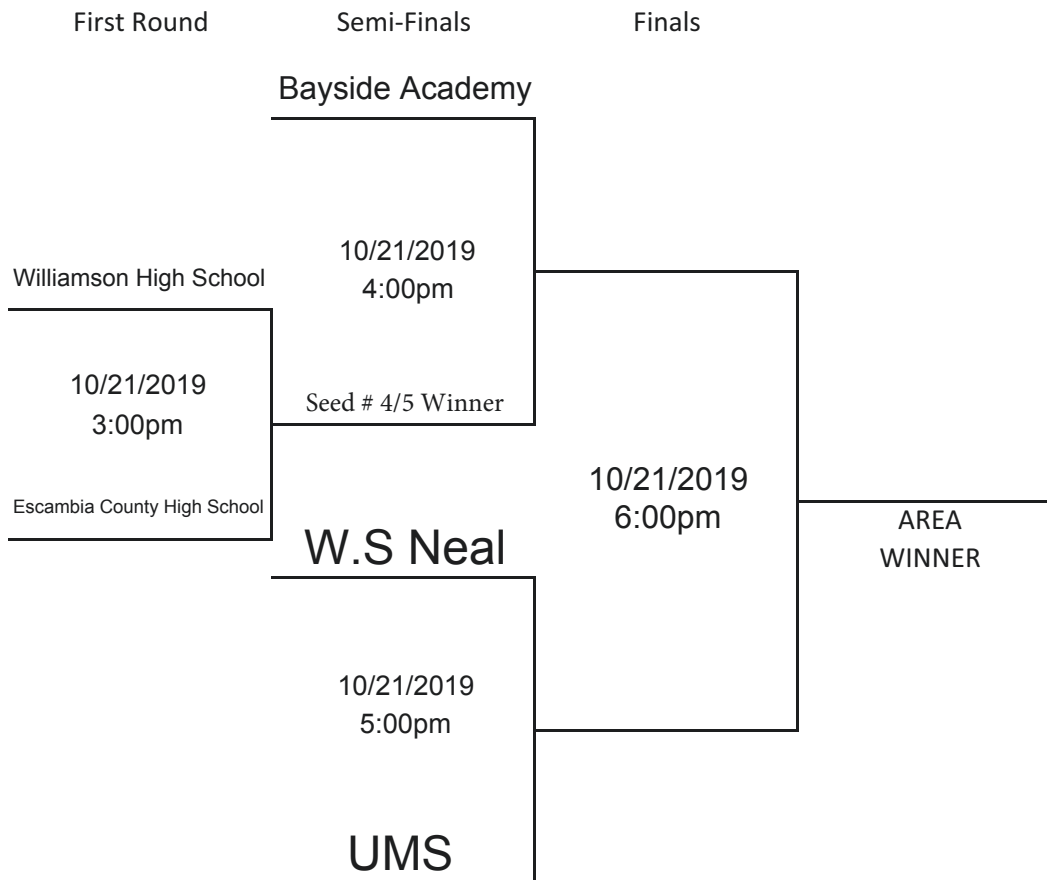 First Round
Semi-Finals
Finals
Bayside Academy
10/21/2019
4:00pm
Williamson High School
10/21/2019
3:00pm
Seed # 4/5 Winner
Escambia County High School
W.S Neal
10/21/2019
6:00pm
AREA
WINNER
10/21/2019
5:00pm
UMS